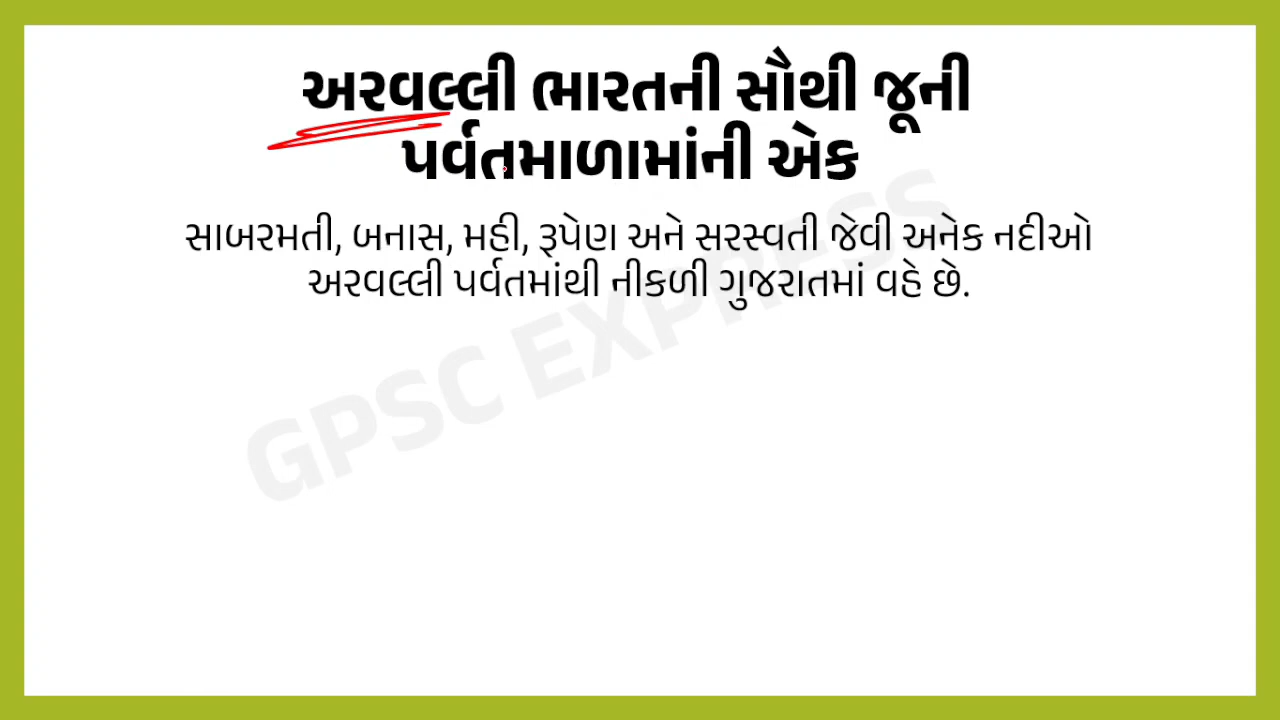 અરવલ્લી ભારતની સૌથી જૂની
પર્વતમાળામાંની એક
સાબરમતી, બનાસ, મહી, રૂપેણ અને સરસ્વતી જેવી અનેક નદીઓ
અરવલ્લી પર્વતમાંથી નીકળી ગુજરાતમાં વહે છે.
GPSC EXPRESS